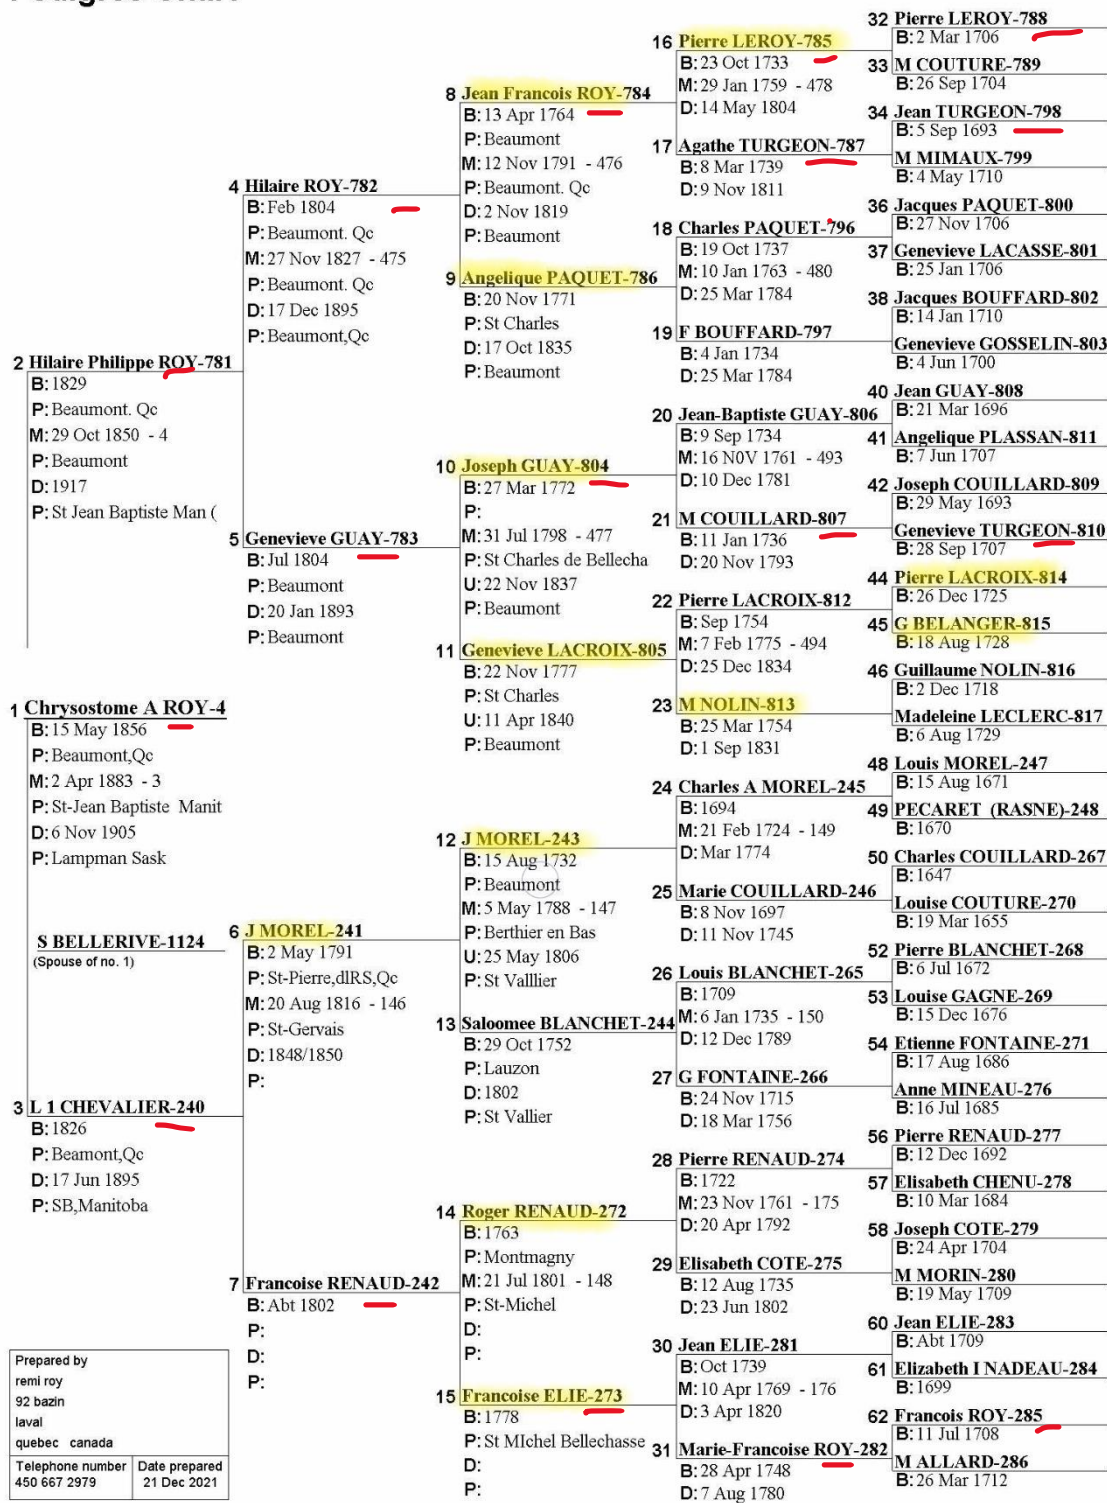 2 Hilaire Philippe ROY-781
B: 1829
P: Beaumont. Qc
M: 29 Oct 1850 - 4
P: Beaumont
D: 1917
P: St Jean Baptiste Man (
1 Chrysostome A ROY-4
B: 15 May 1856
P: Beaumont,Qc
M: 2 Apr 1883 - 3
P: St-Jean Baptiste Manit
D: 6 Nov 1905
P: Lampman Sask
S BELLERIVE-1124
(Spouse of no. 1)
3 L 1 CHEVALIER-240
B: 1826
P: Beamont,Qc
D: 17 Jun 1895
P: SB,Manitoba
Prepared by
remi roy
92 bazin
laval
quebec canada
Telephone number
450 667 2979
Date prepared
21 Dec 2021
4 Hilaire ROY-782
B: Feb 1804
P: Beaumont. Qc
M: 27 Nov 1827 - 475
P: Beaumont. Qc
D: 17 Dec 1895
P: Beaumont,Qc
5 Genevieve GUAY-783
B: Jul 1804
P: Beaumont
D: 20 Jan 1893
P: Beaumont
6 J MOREL-241
B: 2 May 1791
P: St-Pierre,dlRS,Qc
M: 20 Aug 1816 - 146
P: St-Gervais
D: 1848/1850
P:
7 Francoise RENAUD-242
B: Abt 1802
P:
D:
P:
8 Jean Francois ROY-784
B: 13 Apr 1764
P: Beaumont
M: 12 Nov 1791 - 476
P: Beaumont. Qc
D: 2 Nov 1819
P: Beaumont
9 Angelique PAQUET-786
B: 20 Nov 1771
P: St Charles
D: 17 Oct 1835
P: Beaumont
10 Joseph GUAY-804
B: 27 Mar 1772
P:
M: 31 Jul 1798 - 477
P: St Charles de Bellecha
U: 22 Nov 1837
P: Beaumont
11 Genevieve LACROIX-805
B: 22 Nov 1777
P: St Charles
U: 11 Apr 1840
P: Beaumont
12 J MOREL-243
B: 15 Aug 1732
P: Beaumont
M: 5 May 1788 - 147
P: Berthier en Bas
U: 25 May 1806
P: St Valllier
13 Saloomee BLANCHET-244
B: 29 Oct 1752
P: Lauzon
D: 1802
P: St Vallier
14 Roger RENAUD-272
B: 1763
P: Montmagny
M: 21 Jul 1801 - 148
P: St-Michel
D:
P:
15 Francoise ELIE-273
B: 1778
P: St MIchel Bellechasse
D:
P:
16 Pierre LEROY-785
B: 23 Oct 1733
M: 29 Jan 1759 - 478
D: 14 May 1804
17 Agathe TURGEON-787
B: 8 Mar 1739
D: 9 Nov 1811
18 Charles PAQUET-796
B: 19 Oct 1737
M: 10 Jan 1763 - 480
D: 25 Mar 1784
19 F BOUFFARD-797
B: 4 Jan 1734
D: 25 Mar 1784
20 Jean-Baptiste GUAY-806
B: 9 Sep 1734
M: 16 N0V 1761 - 493
D: 10 Dec 1781
21 M COUILLARD-807
B: 11 Jan 1736
D: 20 Nov 1793
22 Pierre LACROIX-812
B: Sep 1754
M: 7 Feb 1775 - 494
D: 25 Dec 1834
23 M NOLIN-813
B: 25 Mar 1754
D: 1 Sep 1831
24 Charles A MOREL-245
B: 1694
M: 21 Feb 1724 - 149
D: Mar 1774
25 Marie COUILLARD-246
B: 8 Nov 1697
D: 11 Nov 1745
26 Louis BLANCHET-265
B: 1709
M: 6 Jan 1735 - 150
D: 12 Dec 1789
27 G FONTAINE-266
B: 24 Nov 1715
D: 18 Mar 1756
28 Pierre RENAUD-274
B: 1722
M: 23 Nov 1761 - 175
D: 20 Apr 1792
29 Elisabeth COTE-275
B: 12 Aug 1735
D: 23 Jun 1802
30 Jean ELIE-281
B: Oct 1739
M: 10 Apr 1769 - 176
D: 3 Apr 1820
31 Marie-Francoise ROY-282
B: 28 Apr 1748
D: 7 Aug 1780
32 Pierre LEROY-788
B: 2 Mar 1706
33 M COUTURE-789
B: 26 Sep 1704
34 Jean TURGEON-798
B: 5 Sep 1693
M MIMAUX-799
B: 4 May 1710
36 Jacques PAQUET-800
B: 27 Nov 1706
37 Genevieve LACASSE-801
B: 25 Jan 1706
38 Jacques BOUFFARD-802
B: 14 Jan 1710
Genevieve GOSSELIN-803
B: 4 Jun 1700
40 Jean GUAY-808
B: 21 Mar 1696
41 Angelique PLASSAN-811
B: 7 Jun 1707
42 Joseph COUILLARD-809
B: 29 May 1693
Genevieve TURGEON-810
B: 28 Sep 1707
44 Pierre LACROIX-814
B: 26 Dec 1725
45 G BELANGER-815
B: 18 Aug 1728
46 Guillaume NOLIN-816
B: 2 Dec 1718
Madeleine LECLERC-817
B: 6 Aug 1729
48 Louis MOREL-247
B: 15 Aug 1671
49 PECARET (RASNE)-248
B: 1670
50 Charles COUILLARD-267
B: 1647
Louise COUTURE-270
B: 19 Mar 1655
52 Pierre BLANCHET-268
B: 6 Jul 1672
53 Louise GAGNE-269
B: 15 Dec 1676
54 Etienne FONTAINE-271
B: 17 Aug 1686
Anne MINEAU-276
B: 16 Jul 1685
56 Pierre RENAUD-277
B: 12 Dec 1692
57 Elisabeth CHENU-278
B: 10 Mar 1684
58 Joseph COTE-279
B: 24 Apr 1704
M MORIN-280
B: 19 May 1709
60 Jean ELIE-283
B: Abt 1709
61 Elizabeth I NADEAU-284
B: 1699
62 Francois ROY-285
B: 11 Jul 1708
M ALLARD-286
B: 26 Mar 1712